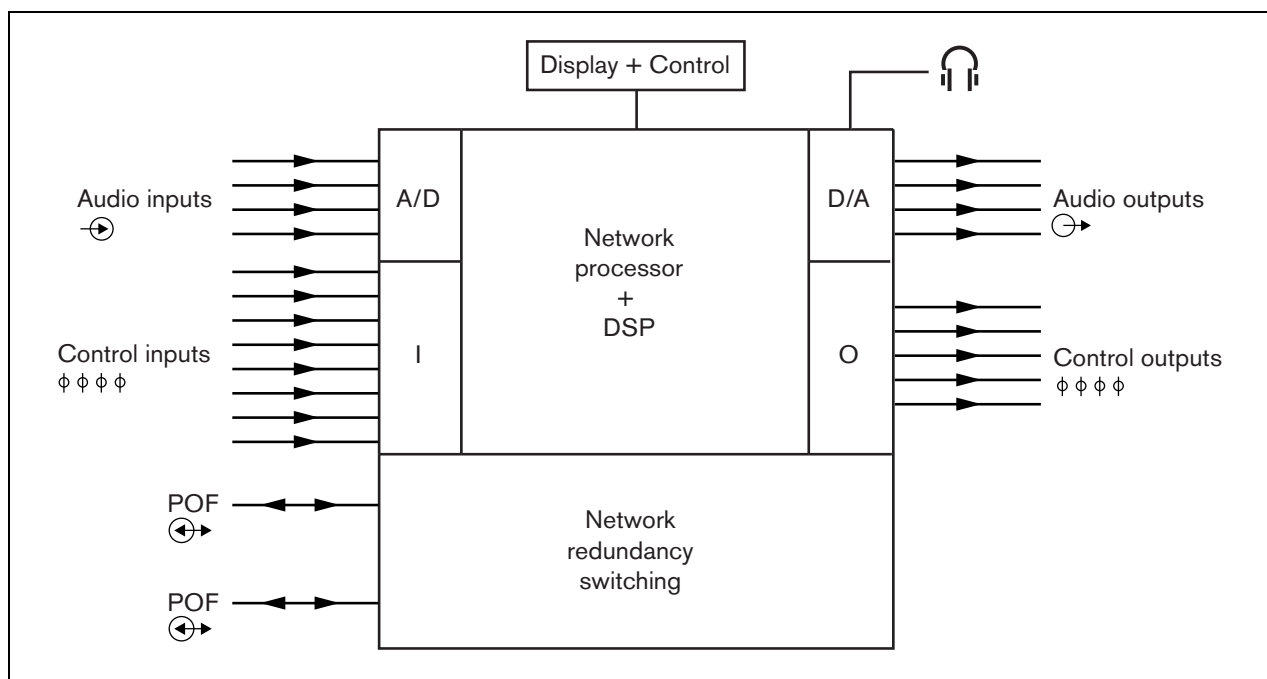 Display + Control
Audio inputs
A/D
D/A
Audio outputs
Network
processor
+
DSP
Control inputs
I
O
Control outputs
POF
POF
Network
redundancy
switching